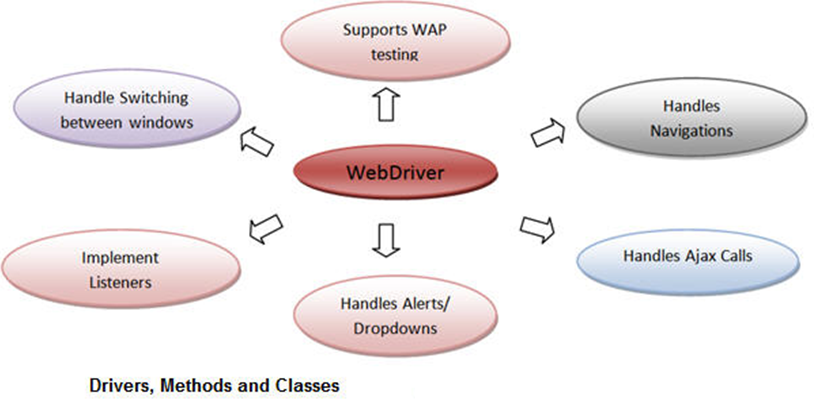 Supports WAP
testing
Handle Switching
between windows
Handles
Navigations
WebDriver
Implement
Listeners
Handles Ajax Calls
Handles Alerts/
Dropdowns
Drivers, Methods and Classes